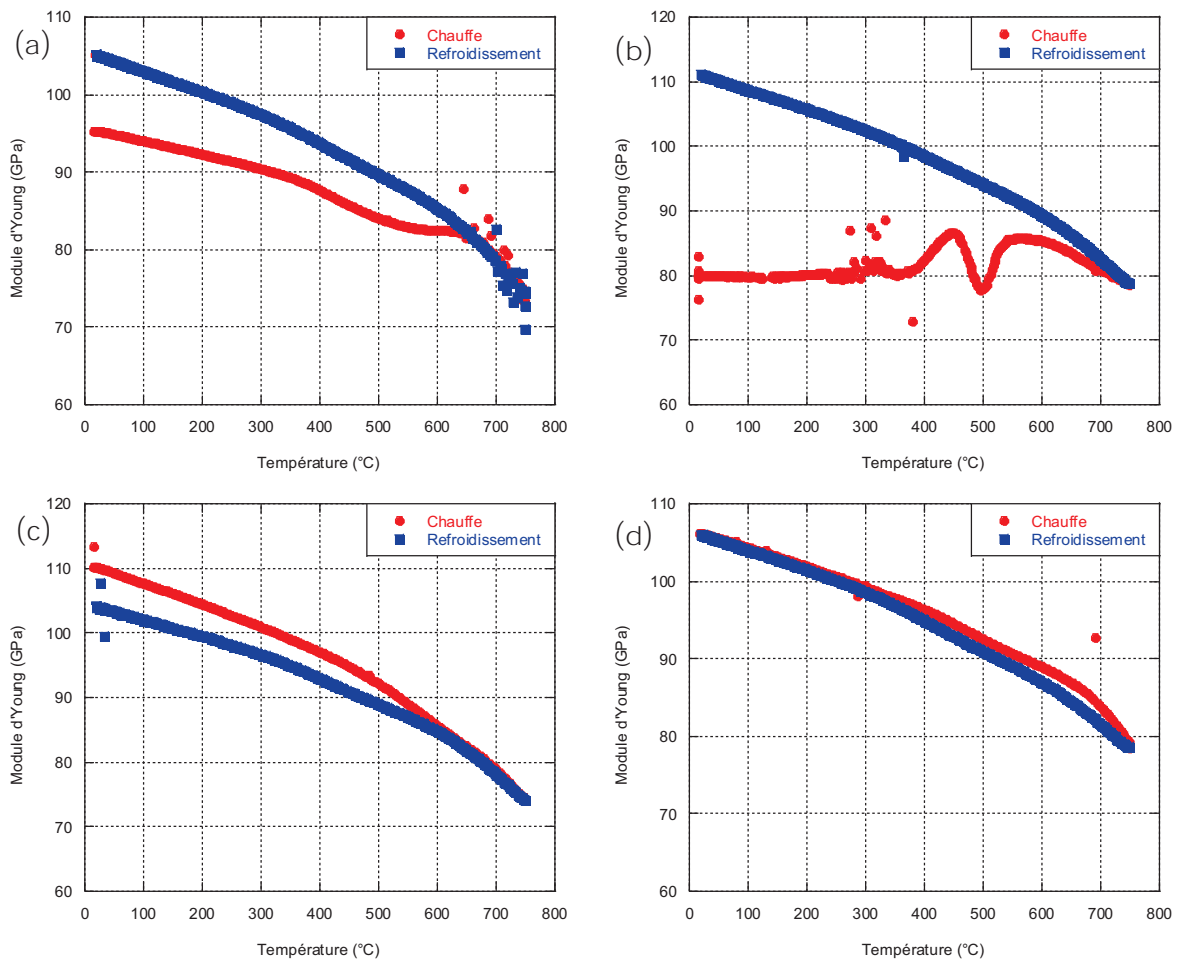 (a)
110
105
100
90
80
70
60
Module d'Young (GPa)
Chauffe
Refroidissement
0 100 200 300 400 500 600 700 800
Température (°C)
(b)
120
110
100
90
80
70
60
Module d'Young (GPa)
Chauffe
Refroidissement
0 100 200 300 400 500 600 700 800
Température (°C)
(c)
120
110
100
90
80
70
60
Module d'Young (GPa)
Chauffe
Refroidissement
0 100 200 300 400 500 600 700 800
Température (°C)
(d)
110
100
90
80
70
60
Module d'Young (GPa)
Chauffe
Refroidissement
0 100 200 300 400 500 600 700 800
Température (°C)